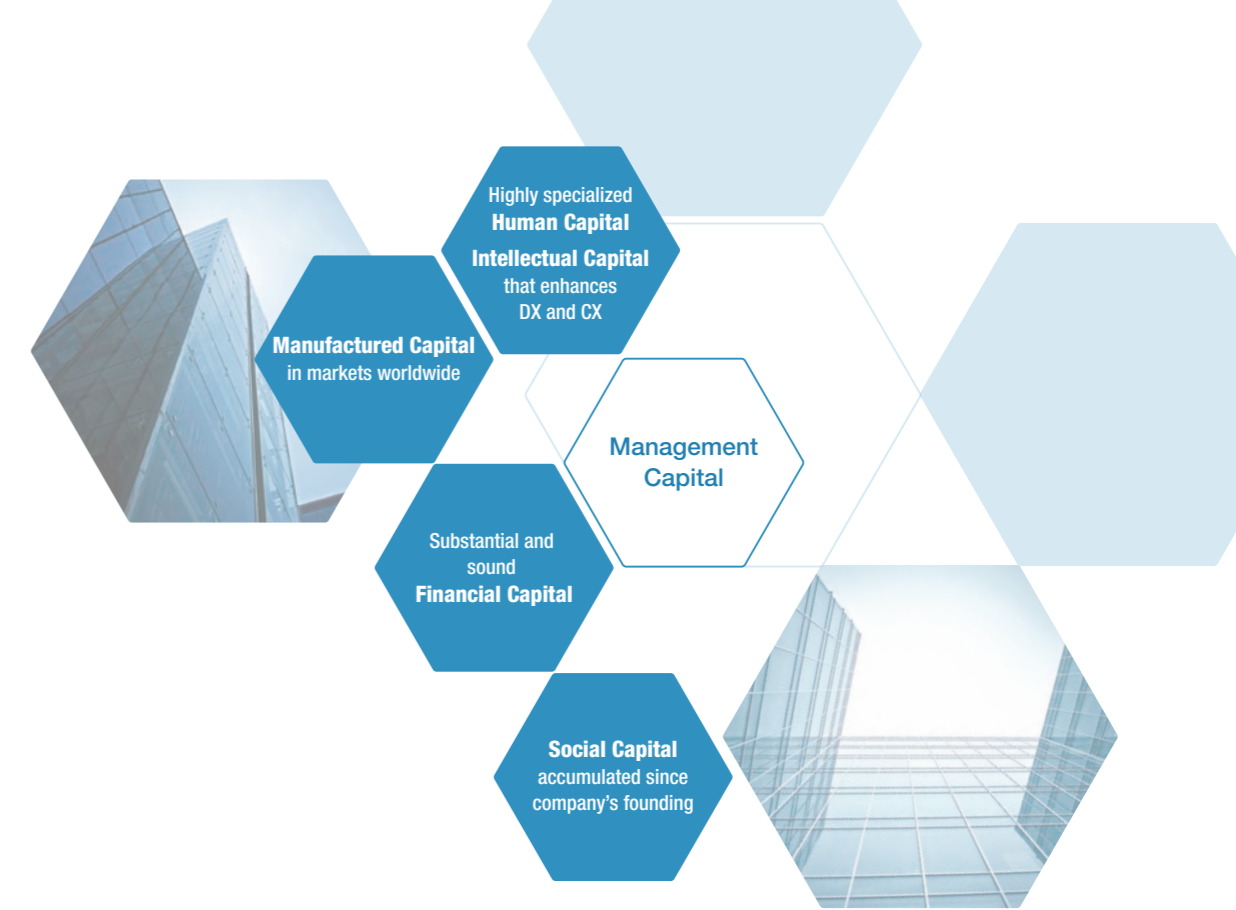 Highly specialized
Human Capital
Intellectual Capital
that enhances
DX and CX
Manufactured Capital
in markets worldwide
Management
Capital
Substantial and
sound
Financial Capital
Social Capital
accumulated since
company’s founding